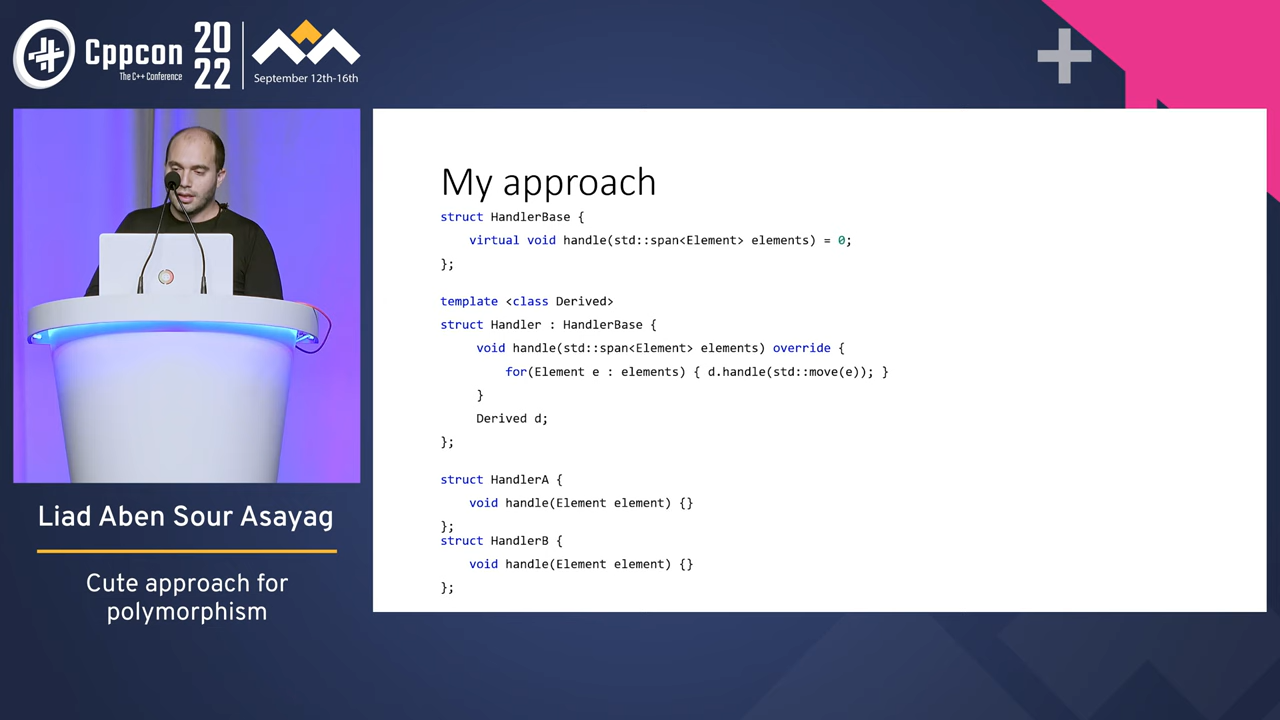 Cppcon
The C++ Conference
20
22
September 12th-16th
My approach
struct HandlerBase {
    virtual void handle(std::span<Element> elements) = 0;
};
template <class Derived>
struct Handler : HandlerBase {
     void handle(std::span<Element> elements) override {
         for(Element e : elements) { d.handle(std::move(e)); }
     }
     Derived d;
};
struct HandlerA {
    void handle(Element element) {}
};
struct HandlerB {
    void handle(Element element) {}
};
Liad Aben Sour Asayag
Cute approach for
polymorphism